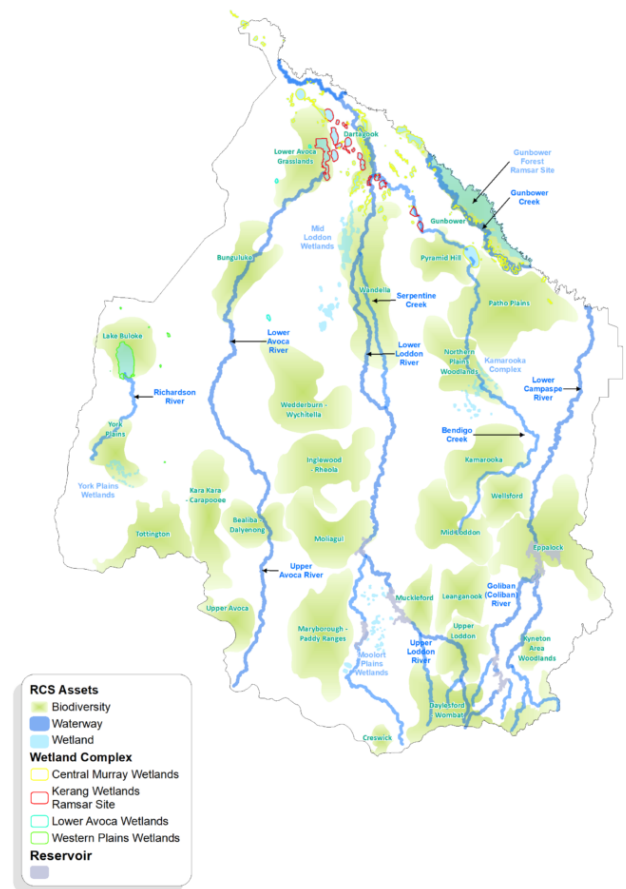 Dartagnok
Lower Avoca
Grasslands
Gunbower
Forest
Ramsar Site
Gunbower
Creek
Gunbower
Mid
Loddon
Wetlands
Bunguluke
Pyramid Hill
Wandella
Serpentine
Creek
Patho Plains
Lake Buloke
Lower
Avoca
River
Lower
Loddon
River
Northern
Plains
Woodlands
Kamarooka
Complex
Lower
Campaspe
River
Richardson
River
Wedderburn -
Wychitella
York
Plains
Bendigo
Creek
Inglewood
- Rheola
Kamarooka
York Plains
Wetlands
Kara Kara
- Carapooee
Wellsford
Bealiba -
Dalyenong
Tottington
Moliagul
Mid Loddon
Eppalock
Upper
Avoca River
Goliban
(Coliban)
River
Muckleford
Leanganook
Upper Avoca
Maryborough -
Paddy Ranges
Upper
Loddon
Upper
Loddon
River
Kyneton
Area
Woodlands
Moolort
Plains
Wetlands
Daylesford
Wombat
Creswick
RCS Assets
Biodiversity
Waterway
Wetland
Wetland Complex
Central Murray Wetlands
Kerang Wetlands
Ramsar Site
Lower Avoca Wetlands
Western Plains Wetlands
Reservoir